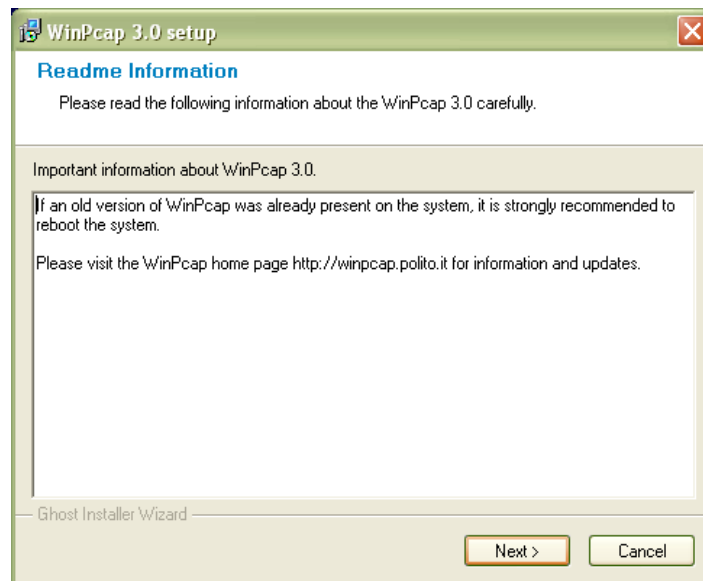 WinPcap 3.0 setup
Readme Information
Please read the following information about the WinPcap 3.0 carefully.
Important information about WinPcap 3.0.
If an old version of WinPcap was already present on the system, it is strongly recommended to
reboot the system.
Please visit the WinPcap home page http://winpcap.polito.it for information and updates.
Ghost Installer Wizard
Next >
Cancel